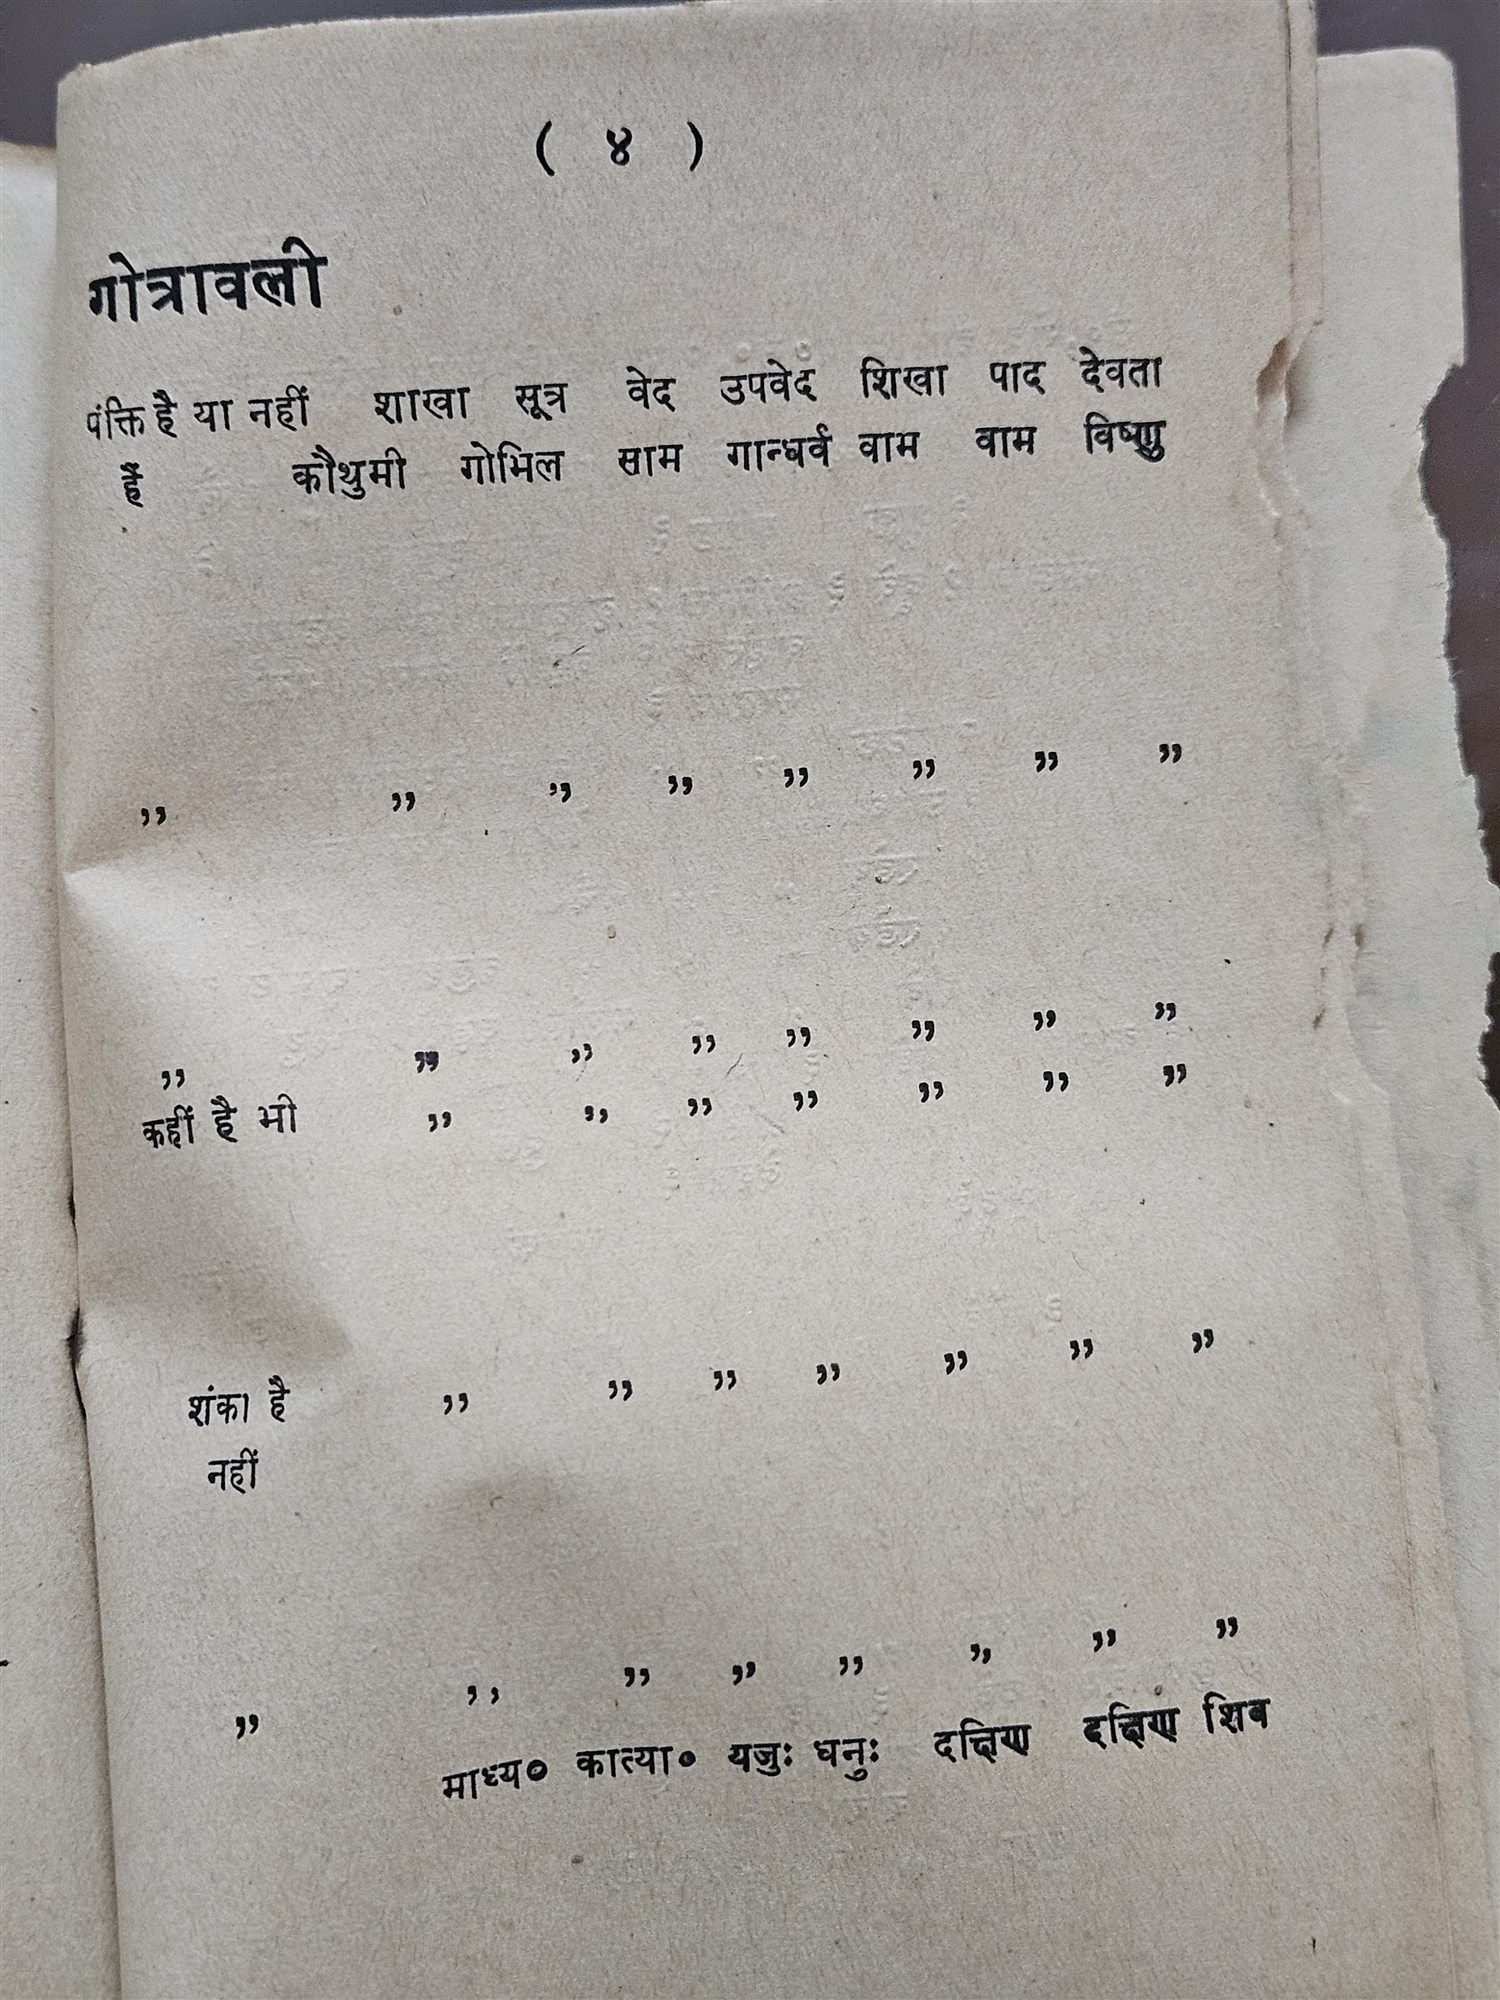 ( ४ )
गोत्रावली
पंक्ति है या नहीं शाखा सूत्र वेद उपवेद शिखा पाद देवता
हैं कौथुमी गोभिल साम गान्धर्व वाम वाम विष्णु
,, ,, ,, ,, ,, ,, ,, ,,
,, ,, ,, ,, ,, ,, ,, ,,
कहीं है भी ,, ,, ,, ,, ,, ,, ,,
शंका है ,, ,, ,, ,, ,, ,, ,,
नहीं
,, ,, ,, ,, ,, ,, ,, ,,
माध्य० कात्या० यजुः धनुः दक्षिण दक्षिण शिव